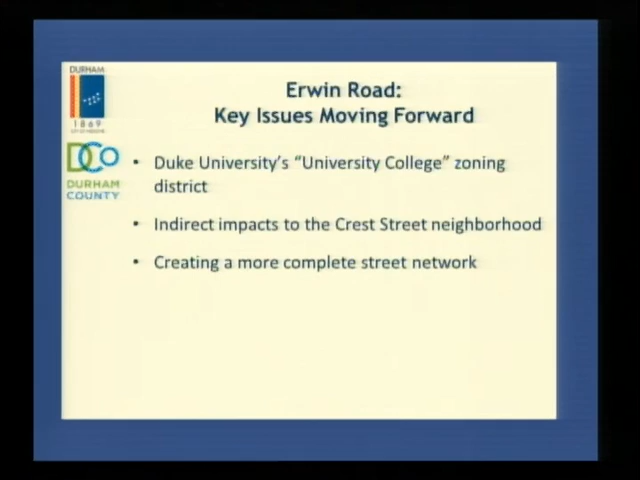 DURHAM
1869
DCO
DURHAM
COUNTY
Erwin Road:
Key Issues Moving Forward
• Duke University's “University College” zoning
district
• Indirect impacts to the Crest Street neighborhood
• Creating a more complete street network